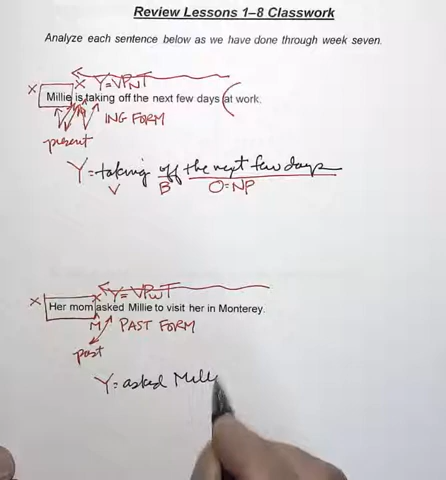 Review Lessons 1–8 Classwork
Analyze each sentence below as we have done through week seven.
X X Y=VPNT
Millie is taking off the next few days (at work.
ING FORM
present
Y=taking off the next few days
V B O=NP
X X Y=VPWT
Her mom asked Millie to visit her in Monterey.
M PAST FORM
past
Y=asked Mill